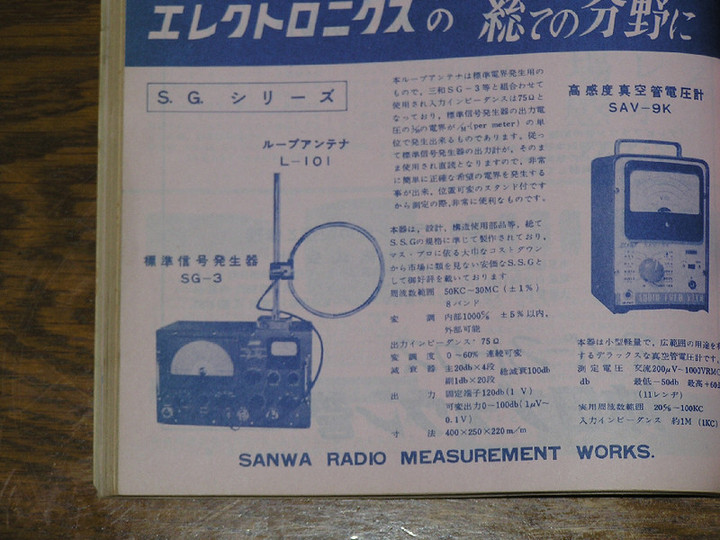 エレクトロニクスの 総ての分野に
S. G. シリーズ
ループアンテナ
L-101
標準信号発生器
SG-3
本ループアンテナは標準電界発生用の
もので、三和SG-3等と組合わせて
使用され入力インピーダンスは75Ωと
なっており、標準信号発生器の出力電
圧の の電界が (per meter) の単
位で発生出来るものであります。従っ
て標準信号発生器の出力計が、そのま
ま使用され直読となりますので、非常
に簡単に正確な希望の電界を発生する
事が出来、位置可変のスタンド付です
から測定の際、非常に便利なものです。
本器は、設計、構造使用部品等、総て
S.S.Gの規格に準じて製作されており、
マス・プロに依る大巾なコストダウン
から市場に類を見ない安価なS.S.Gと
して御好評を戴いております
周波数範囲 50KC-30MC (±1%)
8バンド
変 調 内部1000% ±5%以内,
外部可能
出力インピーダンス・75Ω
変調度 0~60% 連続可変
減衰器 主20db×4段 総減衰100db
副1db×20段
出 力 固定端子120db(1 V)
可変出力0~100db(1μV~
0.1V)
寸 法 400×250×220 m/m
高感度真空管電圧計
SAV-9K
本器は小型軽量で、広範囲の用途を
するデラックスな真空管電圧計です
測定電圧 交流200μV-1000VRM
db 最低-50db 最高+60
(11レンヂ)
実用周波数範囲 20%-100KC
入力インピーダンス 約1M (1KC)
SANWA RADIO MEASUREMENT WORKS.